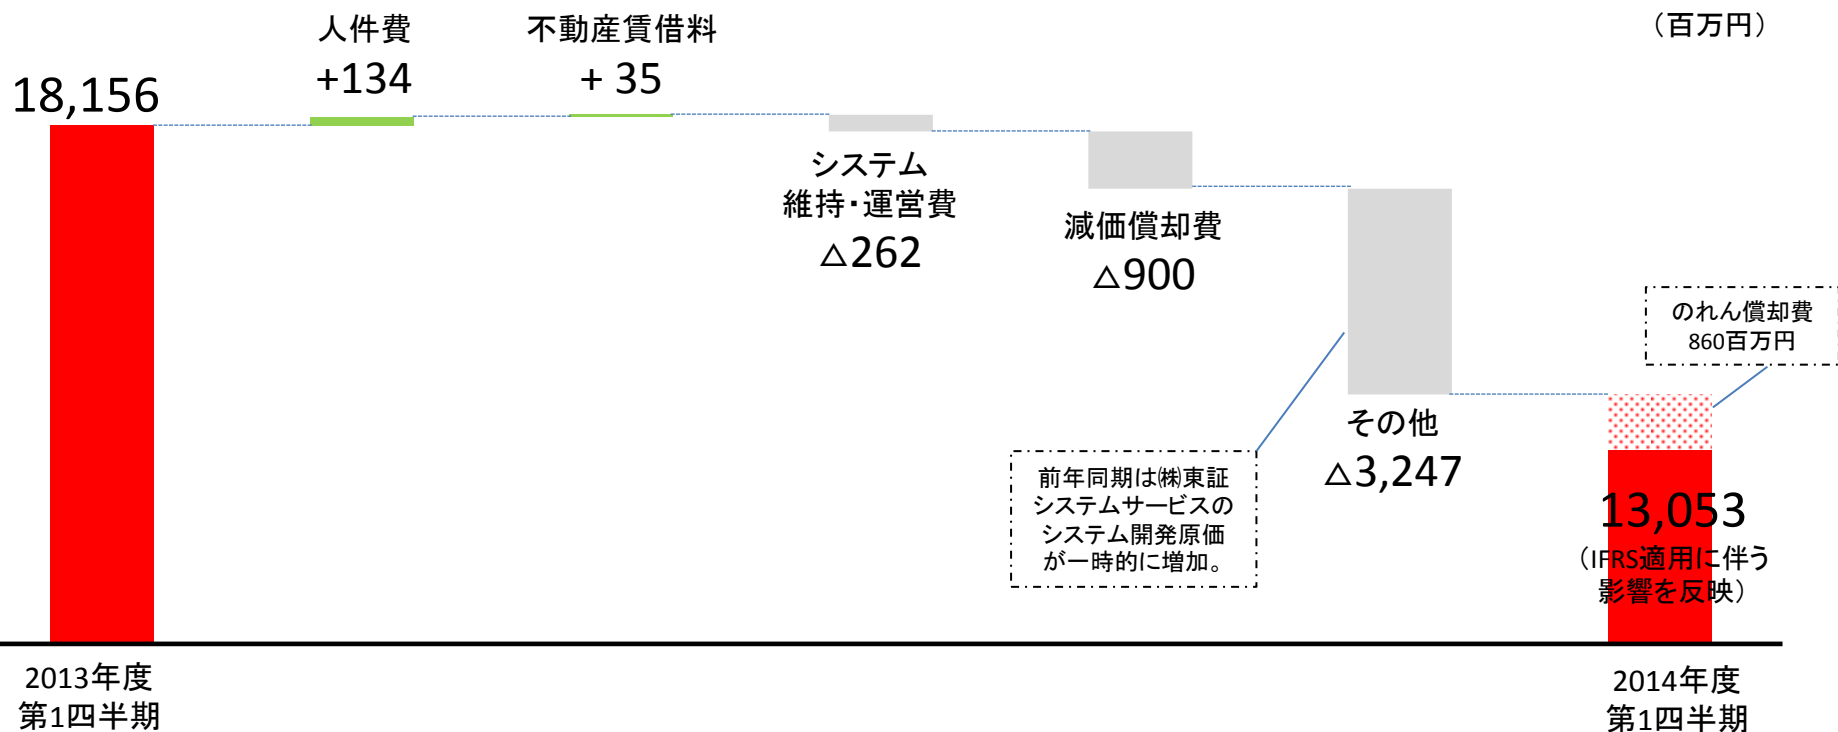 （百万円）
人件費
+134
不動産賃借料
+ 35
18,156
システム
維持・運営費
△262
減価償却費
△900
のれん償却費
860百万円
その他
△3,247
前年同期は㈱東証
システムサービスの
システム開発原価
が一時的に増加。
13,053
（IFRS適用に伴う
影響を反映）
2013年度
第1四半期
2014年度
第1四半期